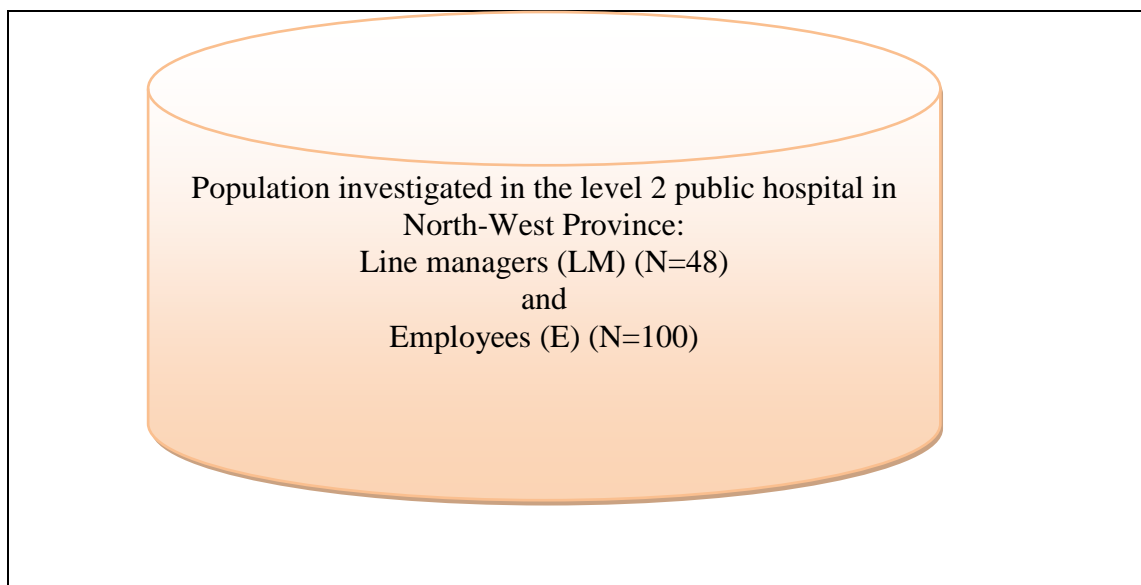 Population investigated in the level 2 public hospital in
North-West Province:
Line managers (LM) (N=48)
and
Employees (E) (N=100)